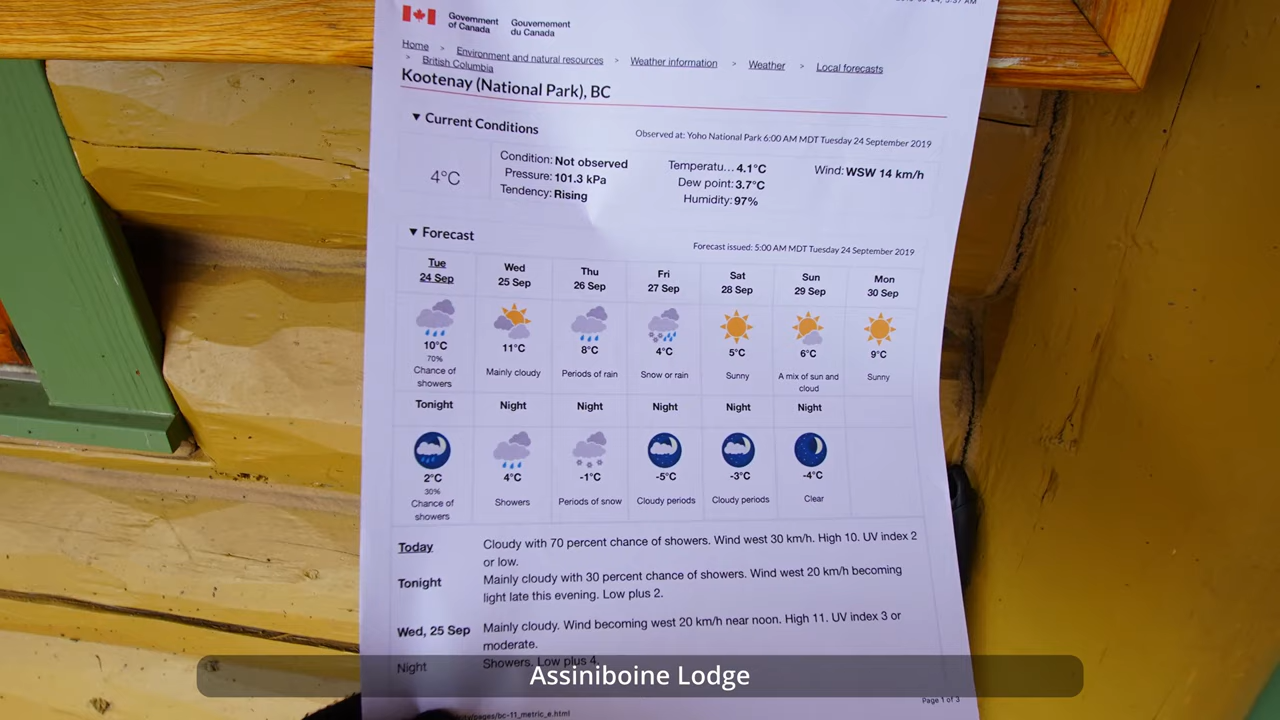 Government of Canada
Gouvernement du Canada
Home > Environment and natural resources > Weather information > Weather > Local forecasts
> British Columbia
Kootenay (National Park), BC
▼ Current Conditions
Observed at: Yoho National Park 6:00 AM MDT Tuesday 24 September 2019
4°C
Condition: Not observed
Pressure: 101.3 kPa
Tendency: Rising
Temperatu... 4.1°C
Dew point: 3.7°C
Humidity: 97%
Wind: WSW 14 km/h
▼ Forecast
Forecast issued: 5:00 AM MDT Tuesday 24 September 2019
Tue Wed Thu Fri Sat Sun Mon
24 Sep 25 Sep 26 Sep 27 Sep 28 Sep 29 Sep 30 Sep
10°C 11°C 8°C 4°C 5°C 6°C 9°C
70%
Chance of showers Mainly cloudy Periods of rain Snow or rain Sunny A mix of sun and cloud Sunny
Tonight Night Night Night Night Night
2°C 4°C -1°C -5°C -3°C -4°C
30%
Chance of showers Showers Periods of snow Cloudy periods Cloudy periods Clear
Today Cloudy with 70 percent chance of showers. Wind west 30 km/h. High 10. UV index 2
or low.
Tonight Mainly cloudy with 30 percent chance of showers. Wind west 20 km/h becoming
light late this evening. Low plus 2.
Wed, 25 Sep Mainly cloudy. Wind becoming west 20 km/h near noon. High 11. UV index 3 or
moderate.
Night Showers. Low plus 4.
Assiniboine Lodge
Page 1 of 3
/pages/bc-11_metric_e.html